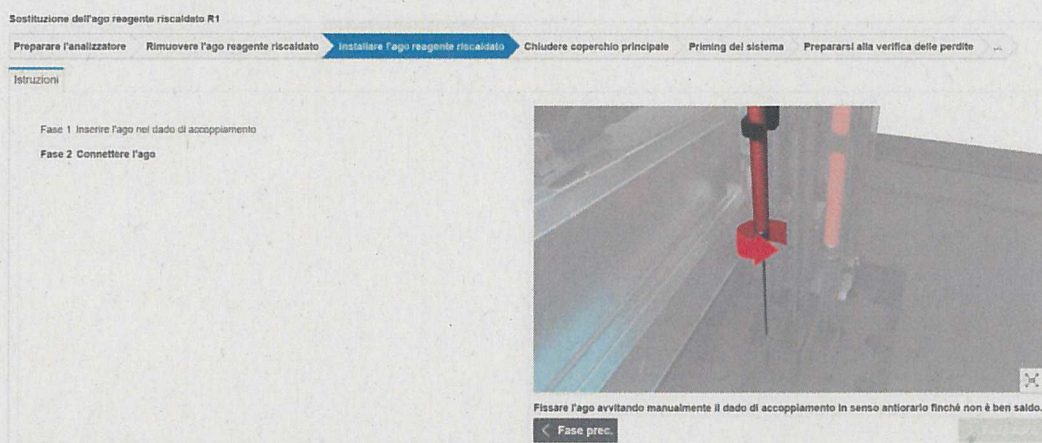 Sostituzione dell'ago reagente riscaldato R1
Preparare l'analizzatore Rimuovere l'ago reagente riscaldato Installare l'ago reagente riscaldato Chiudere coperchio principale Priming del sistema Prepararsi alla verifica delle perdite ...
Istruzioni
Fase 1 Inserire l'ago nel dado di accoppiamento
Fase 2 Connettere l'ago
Fissare l'ago avvitando manualmente il dado di accoppiamento in senso antiorario finché non è ben saldo.
Fase prec.